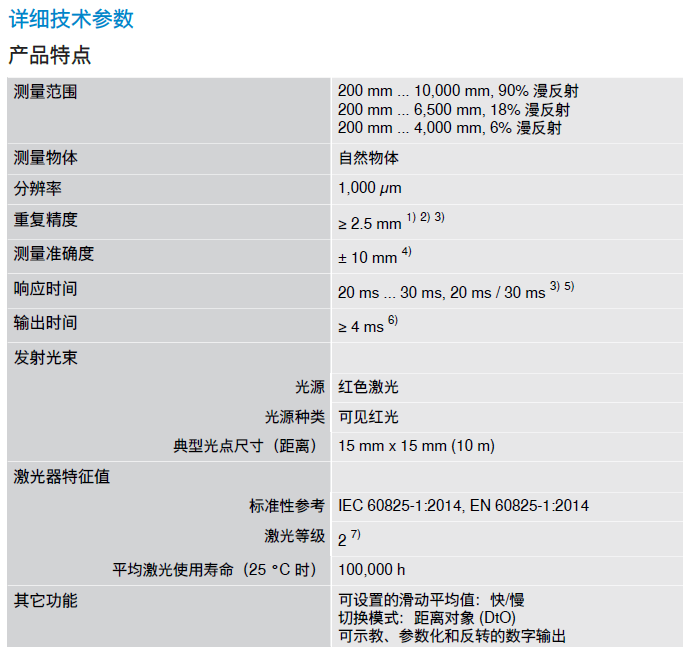 详细技术参数
产品特点
测量范围
200 mm ... 10,000 mm, 90% 漫反射
200 mm ... 6,500 mm, 18% 漫反射
200 mm ... 4,000 mm, 6% 漫反射
测量物体
自然物体
分辨率
1,000 µm
重复精度
≥ 2.5 mm 1) 2) 3)
测量准确度
± 10 mm 4)
响应时间
20 ms ... 30 ms, 20 ms / 30 ms 3) 5)
输出时间
≥ 4 ms 6)
发射光束
光源
红色激光
光源种类
可见红光
典型光点尺寸（距离）
15 mm x 15 mm (10 m)
激光器特征值
标准性参考
IEC 60825-1:2014, EN 60825-1:2014
激光等级
2 7)
平均激光使用寿命（25 °C 时）
100,000 h
其它功能
可设置的滑动平均值：快/慢
切换模式：距离对象 (DtO)
可示教、参数化和反转的数字输出